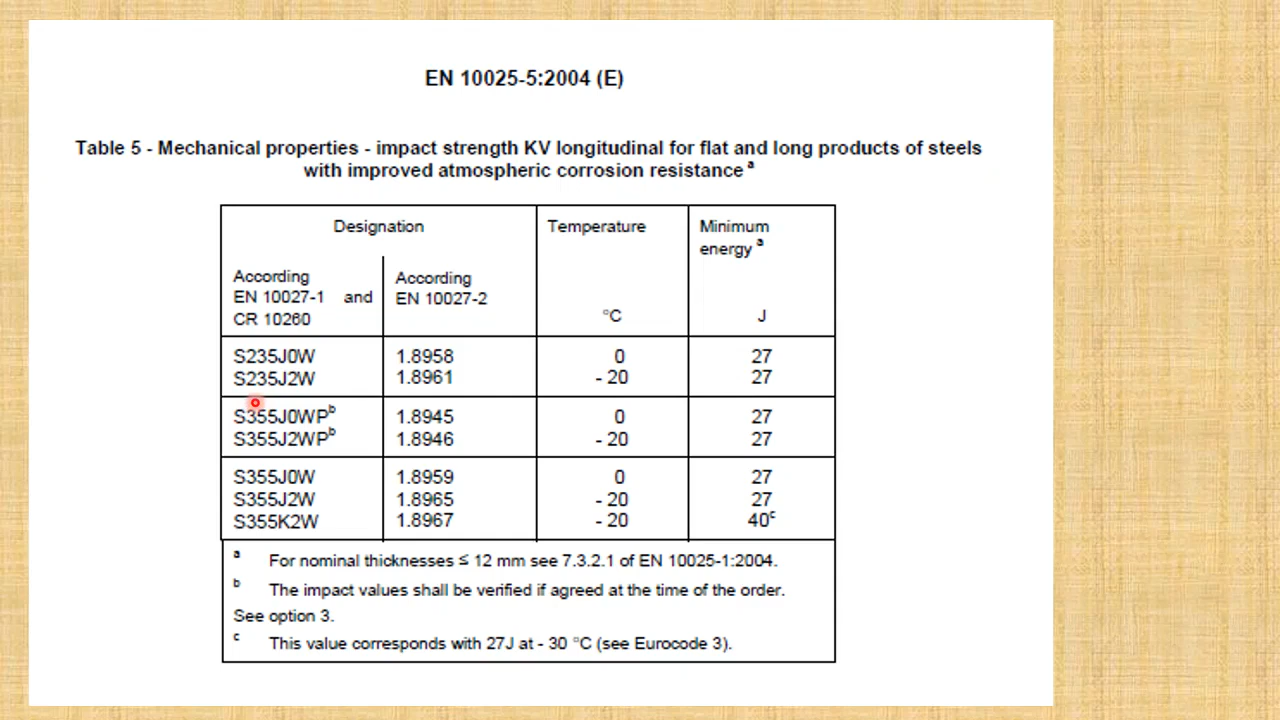 EN 10025-5:2004 (E)
Table 5 - Mechanical properties - impact strength KV longitudinal for flat and long products of steels
with improved atmospheric corrosion resistance a
Designation Temperature Minimum
energy a
According
EN 10027-1 and
CR 10260
According
EN 10027-2
°C J
S235J0W 1.8958 0 27
S235J2W 1.8961 - 20 27
S355J0WP b 1.8945 0 27
S355J2WP b 1.8946 - 20 27
S355J0W 1.8959 0 27
S355J2W 1.8965 - 20 27
S355K2W 1.8967 - 20 40 c
a For nominal thicknesses ≤ 12 mm see 7.3.2.1 of EN 10025-1:2004.
b The impact values shall be verified if agreed at the time of the order.
See option 3.
c This value corresponds with 27J at - 30 °C (see Eurocode 3).